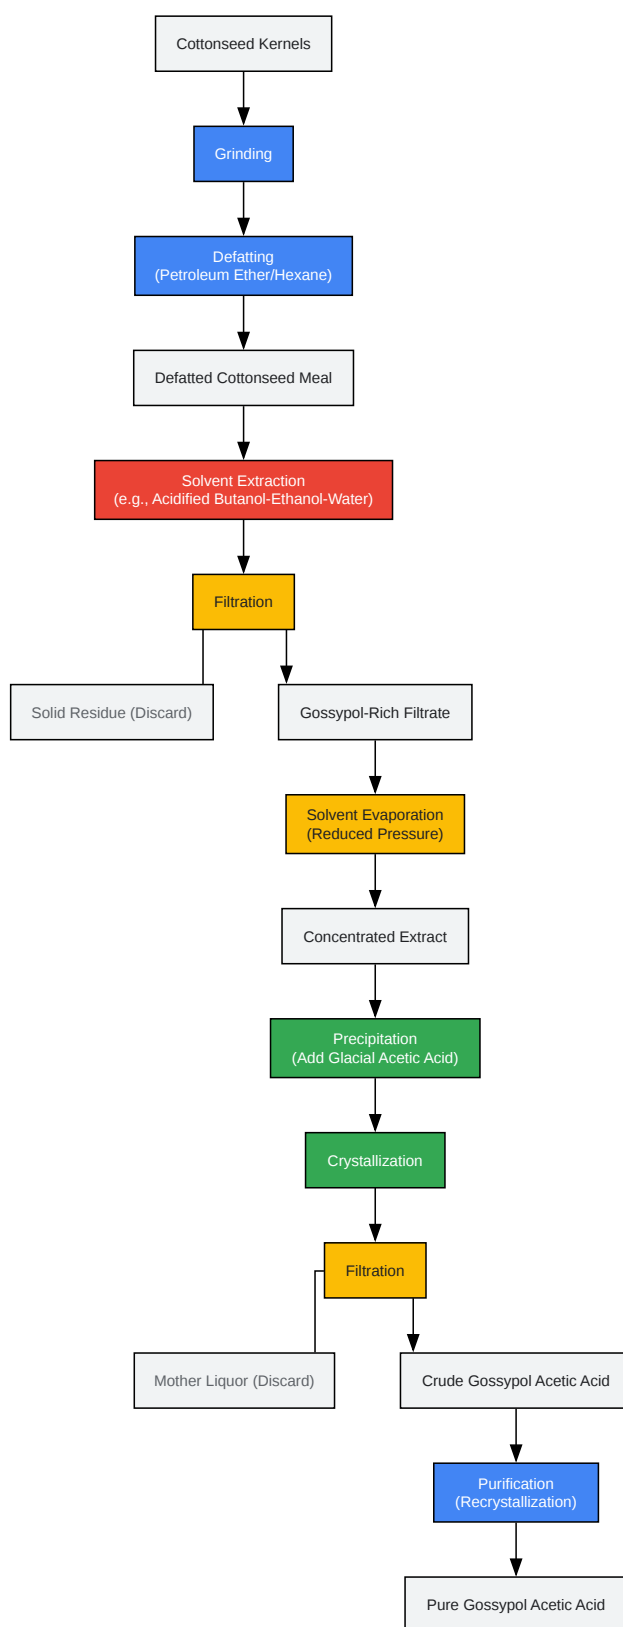 Cottonseed Kernels
Grinding
Defatting
(Petroleum Ether/Hexane)
Defatted Cottonseed Meal
Solvent Extraction
(e.g., Acidified Butanol-Ethanol-Water)
Filtration
Solid Residue (Discard)
Gossypol-Rich Filtrate
Solvent Evaporation
(Reduced Pressure)
Concentrated Extract
Precipitation
(Add Glacial Acetic Acid)
Crystallization
Filtration
Mother Liquor (Discard)
Crude Gossypol Acetic Acid
Purification
(Recrystallization)
Pure Gossypol Acetic Acid